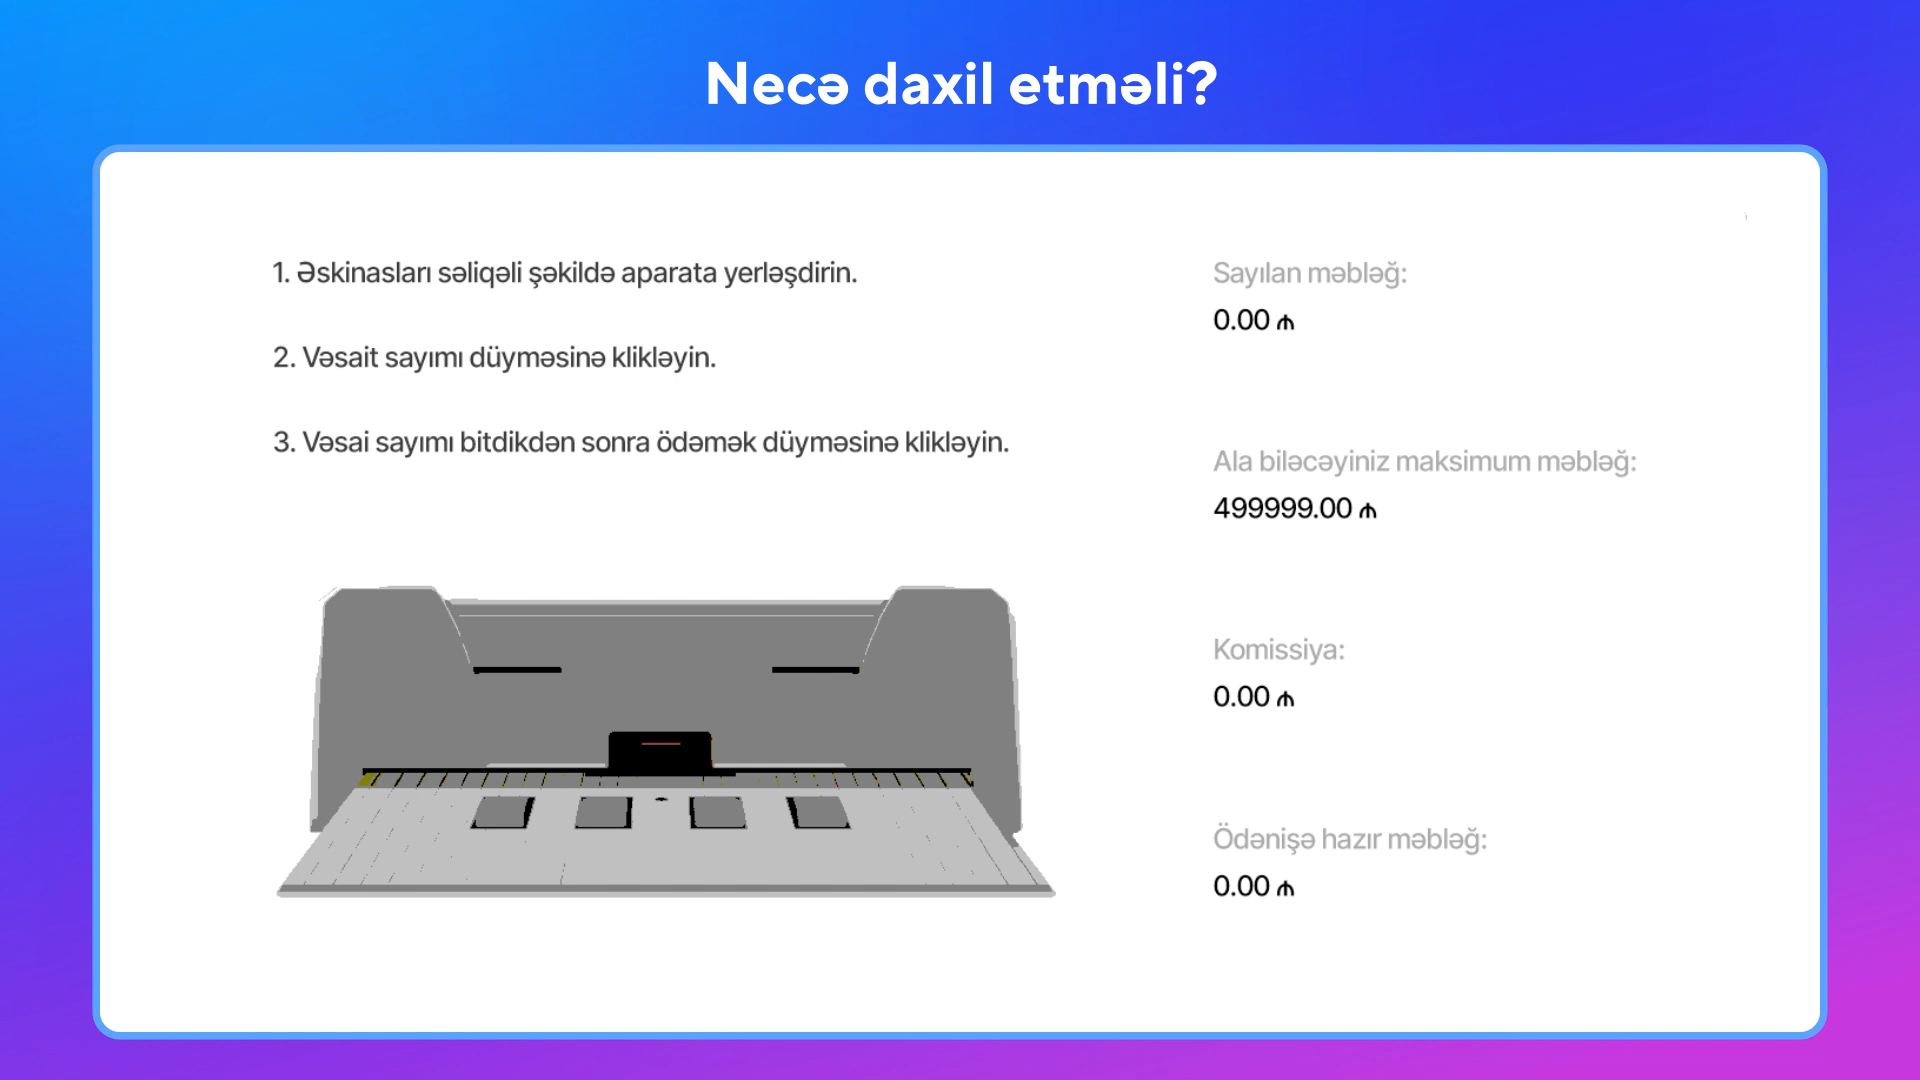 Necə daxil etməli?
1. Əskinasları səliqəli şəkildə aparata yerləşdirin.
2. Vəsait sayımı düyməsinə klikləyin.
3. Vəsai sayımı bitdikdən sonra ödəmək düyməsinə klikləyin.
Sayılan məbləğ:
0.00 ₼
Ala biləcəyiniz maksimum məbləğ:
499999.00 ₼
Komissiya:
0.00 ₼
Ödənişə hazır məbləğ:
0.00 ₼